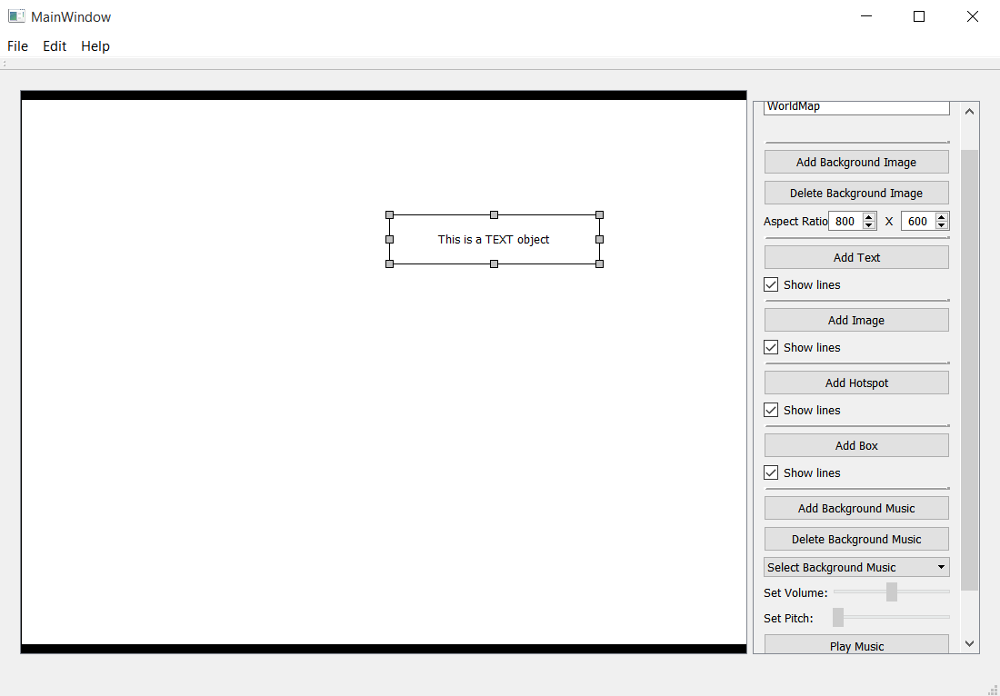 MainWindow
File Edit Help
This is a TEXT object
WorldMap
Add Background Image
Delete Background Image
Aspect Ratio 800 X 600
Add Text
Show lines
Add Image
Show lines
Add Hotspot
Show lines
Add Box
Show lines
Add Background Music
Delete Background Music
Select Background Music
Set Volume:
Set Pitch:
Play Music